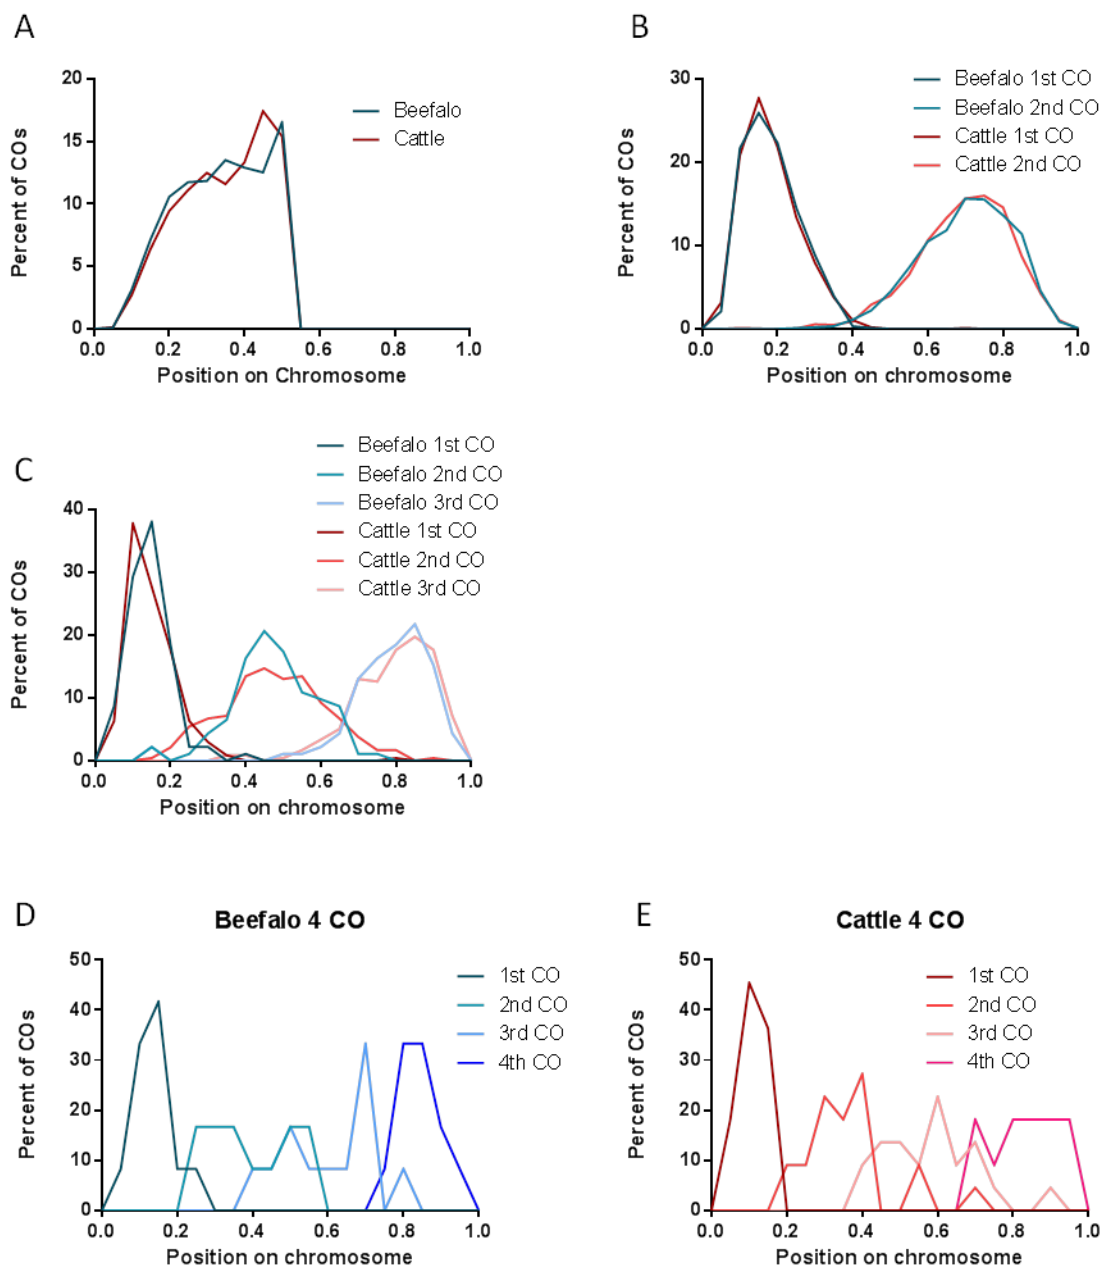 A
Percent of COs
20
15
10
5
0
0.0 0.2 0.4 0.6 0.8 1.0
Position on Chromosome
Beefalo
Cattle
B
Percent of COs
30
20
10
0
0.0 0.2 0.4 0.6 0.8 1.0
Position on chromosome
Beefalo 1st CO
Beefalo 2nd CO
Cattle 1st CO
Cattle 2nd CO
C
Beefalo 1st CO
Beefalo 2nd CO
Beefalo 3rd CO
Cattle 1st CO
Cattle 2nd CO
Cattle 3rd CO
Percent of COs
40
30
20
10
0
0.0 0.2 0.4 0.6 0.8 1.0
Position on chromosome
D
Beefalo 4 CO
Percent of COs
50
40
30
20
10
0
0.0 0.2 0.4 0.6 0.8 1.0
Position on chromosome
1st CO
2nd CO
3rd CO
4th CO
E
Cattle 4 CO
Percent of COs
50
40
30
20
10
0
0.0 0.2 0.4 0.6 0.8 1.0
Position on chromosome
1st CO
2nd CO
3rd CO
4th CO